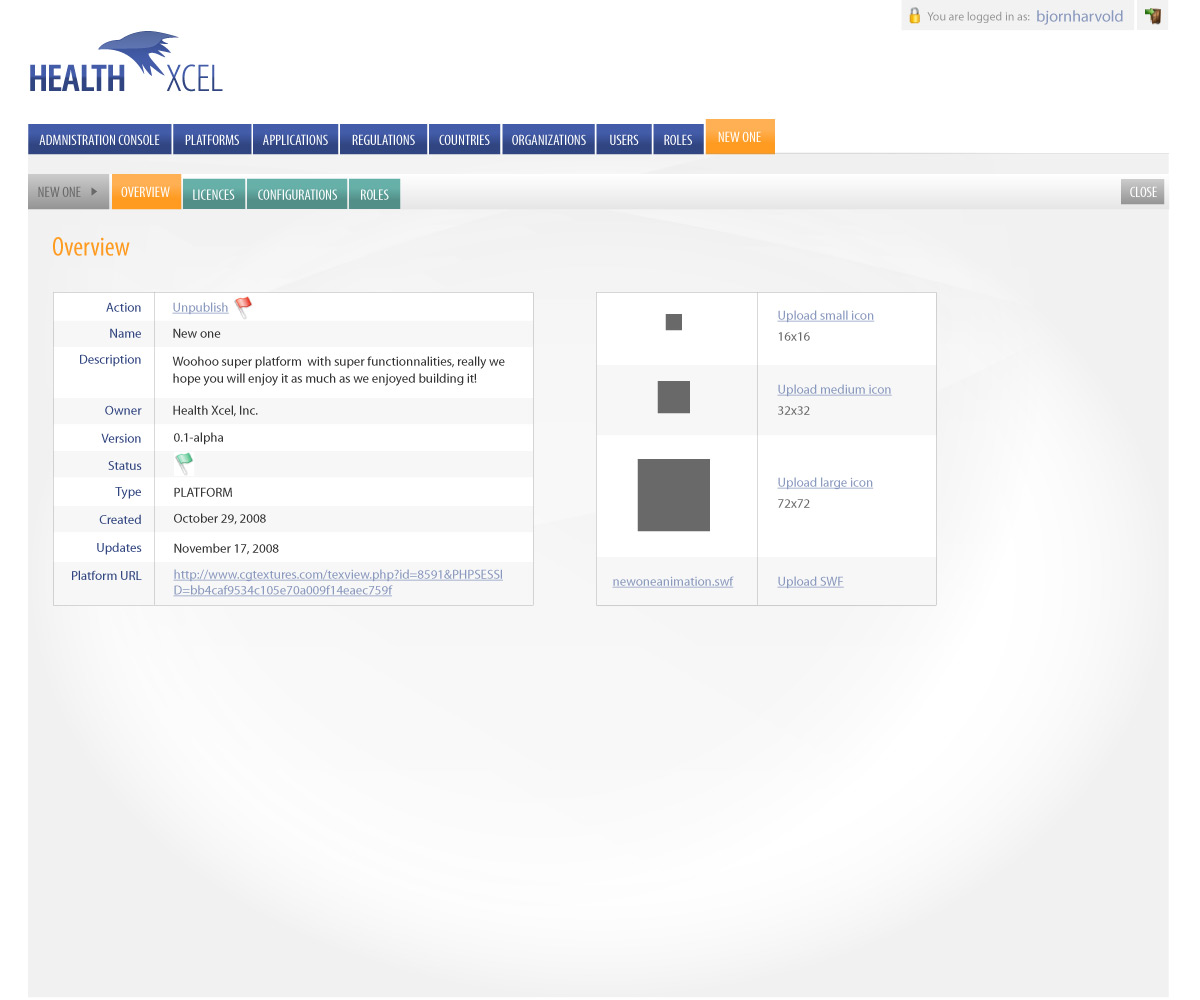 You are logged in as: bjornharvold
HEALTH XCEL
ADMNISTRATION CONSOLE PLATFORMS APPLICATIONS REGULATIONS COUNTRIES ORGANIZATIONS USERS ROLES NEW ONE
NEW ONE OVERVIEW LICENCES CONFIGURATIONS ROLES CLOSE
Overview
Action Unpublish
Name New one
Description Woohoo super platform with super functionnalities, really we
hope you will enjoy it as much as we enjoyed building it!
Owner Health Xcel, Inc.
Version 0.1-alpha
Status
Type PLATFORM
Created October 29, 2008
Updates November 17, 2008
Platform URL http://www.cgtextures.com/texview.php?id=8591&PHPSESSI
D=bb4caf9534c105e70a009f14eaec759f
Upload small icon
16x16
Upload medium icon
32x32
Upload large icon
72x72
newoneanimation.swf Upload SWF